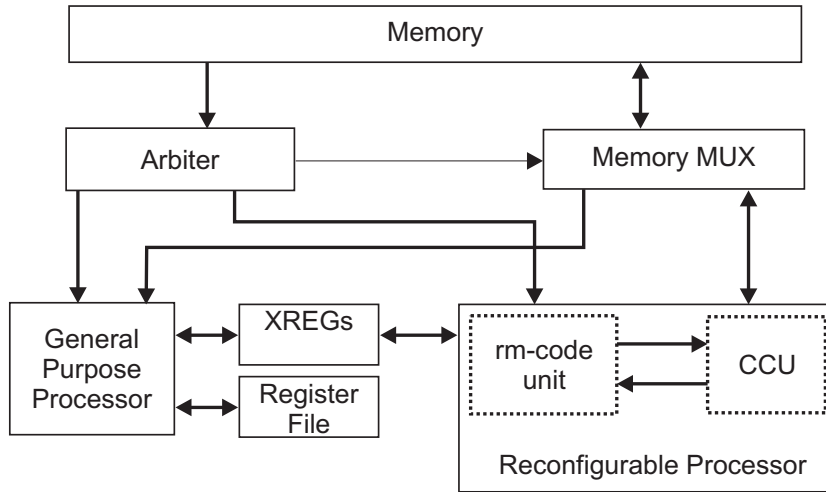 Memory
Arbiter
Memory MUX
General
Purpose
Processor
XREGs
Register
File
rm-code
unit
CCU
Reconfigurable Processor